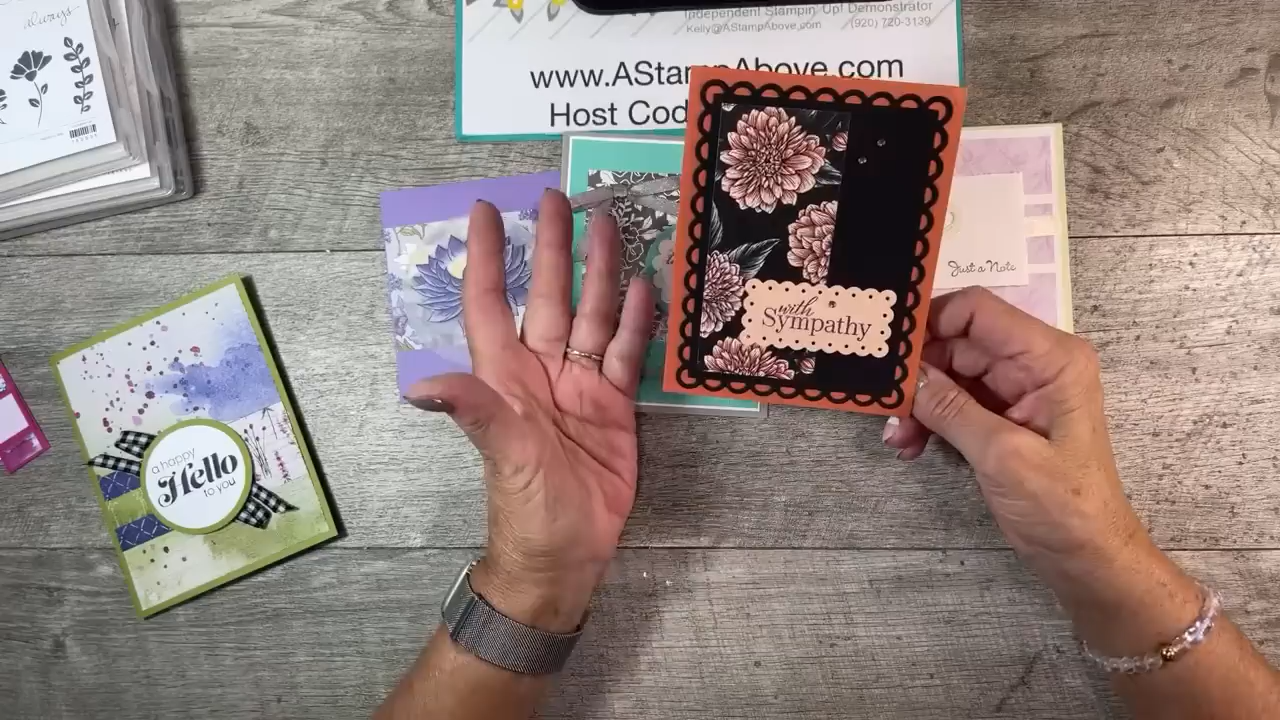 always
Independent Stampin' Up! Demonstrator
Kelly@AStampAbove.com (920) 720-3139
www.AStampAbove.com
Host Cod
with
Sympathy
Just a Note
a happy
Hello
to you